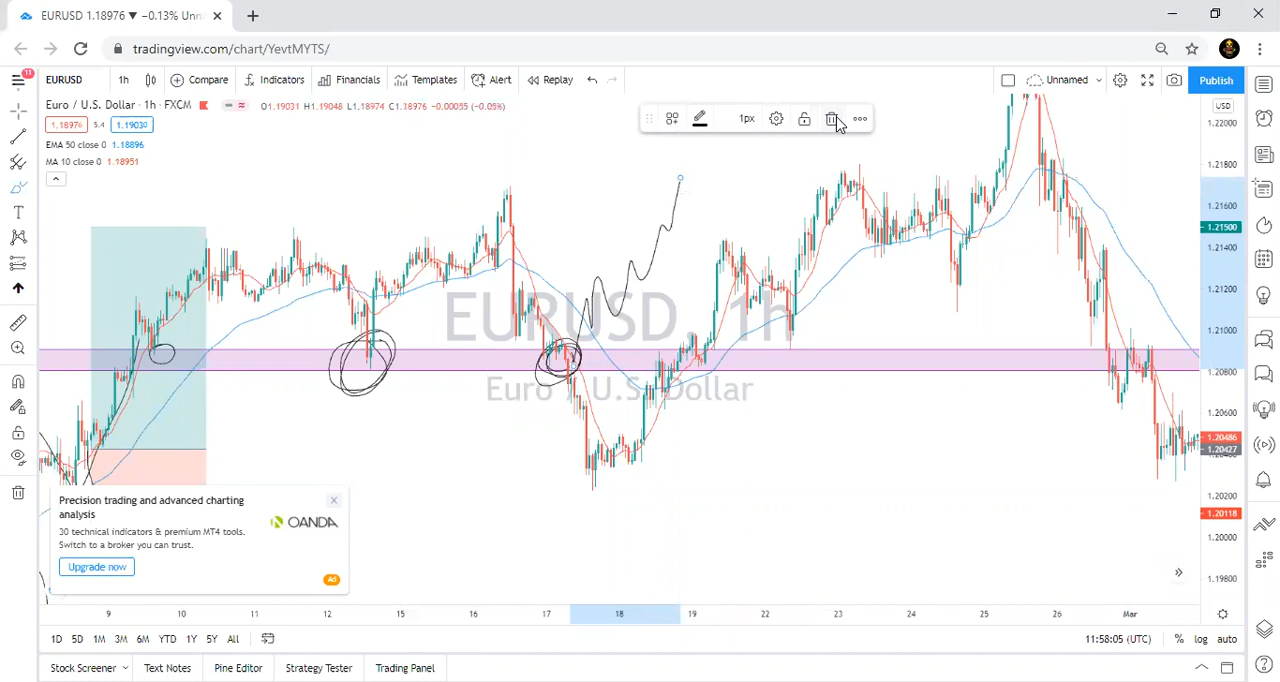 EURUSD 1.18976 ▼ −0.13% Unn
tradingview.com/chart/YevtMYTS/
11
EURUSD 1h Compare Indicators Financials Templates Alert Replay Unnamed Publish
Euro / U.S. Dollar · 1h · FXCM O1.19031 H1.19048 L1.18974 C1.18976 −0.00055 (−0.05%)
USD
1.18976 5.4 1.19030
1px
EMA 50 close 0 1.18896
MA 10 close 0 1.18951
1.22000
1.21800
1.21600
1.21500
1.21400
1.21200
1.21000
1.20800
1.20600
1.20486
1.20427
1.20200
1.20118
1.20000
1.19800
EURUSD, 1h
Euro / U.S. Dollar
Precision trading and advanced charting
analysis
30 technical indicators & premium MT4 tools.
Switch to a broker you can trust.
OANDA
Upgrade now
Ad
9 10 11 12 15 16 17 18 19 22 23 24 25 26 Mar
1D 5D 1M 3M 6M YTD 1Y 5Y All 11:58:05 (UTC) % log auto
Stock Screener Text Notes Pine Editor Strategy Tester Trading Panel